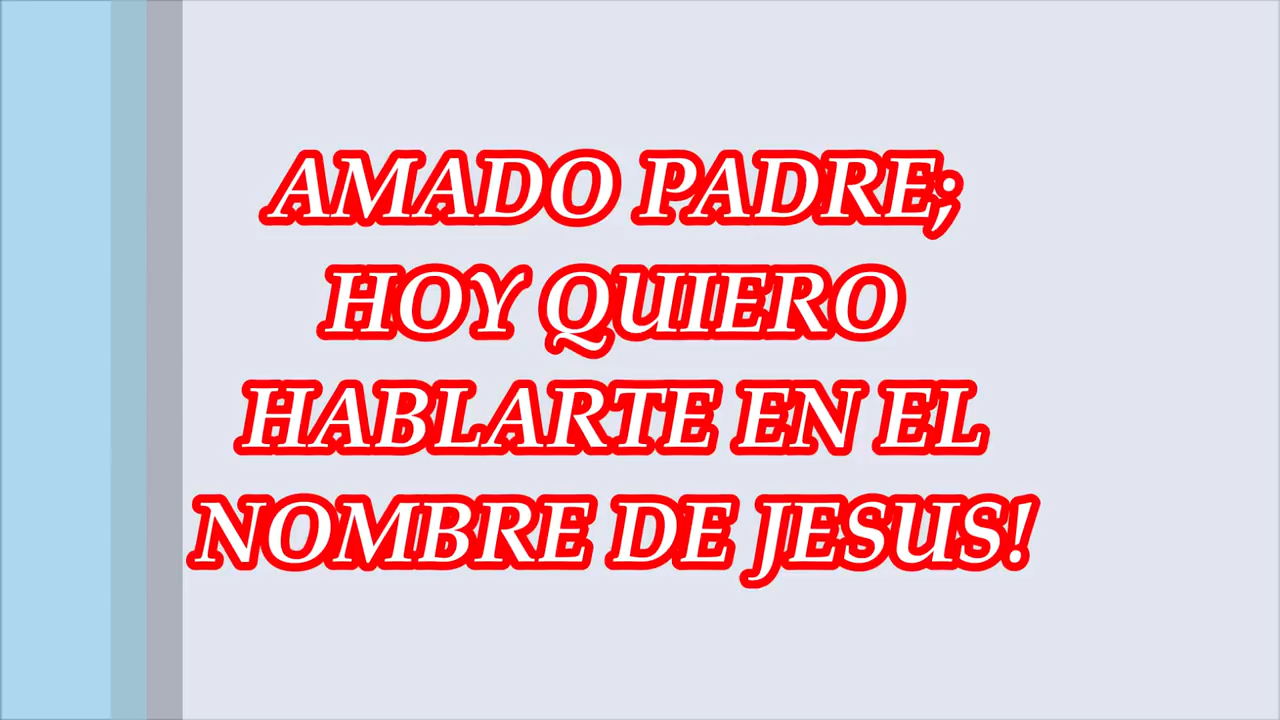 AMADO PADRE;
HOY QUIERO
HABLARTE EN EL
NOMBRE DE JESUS!